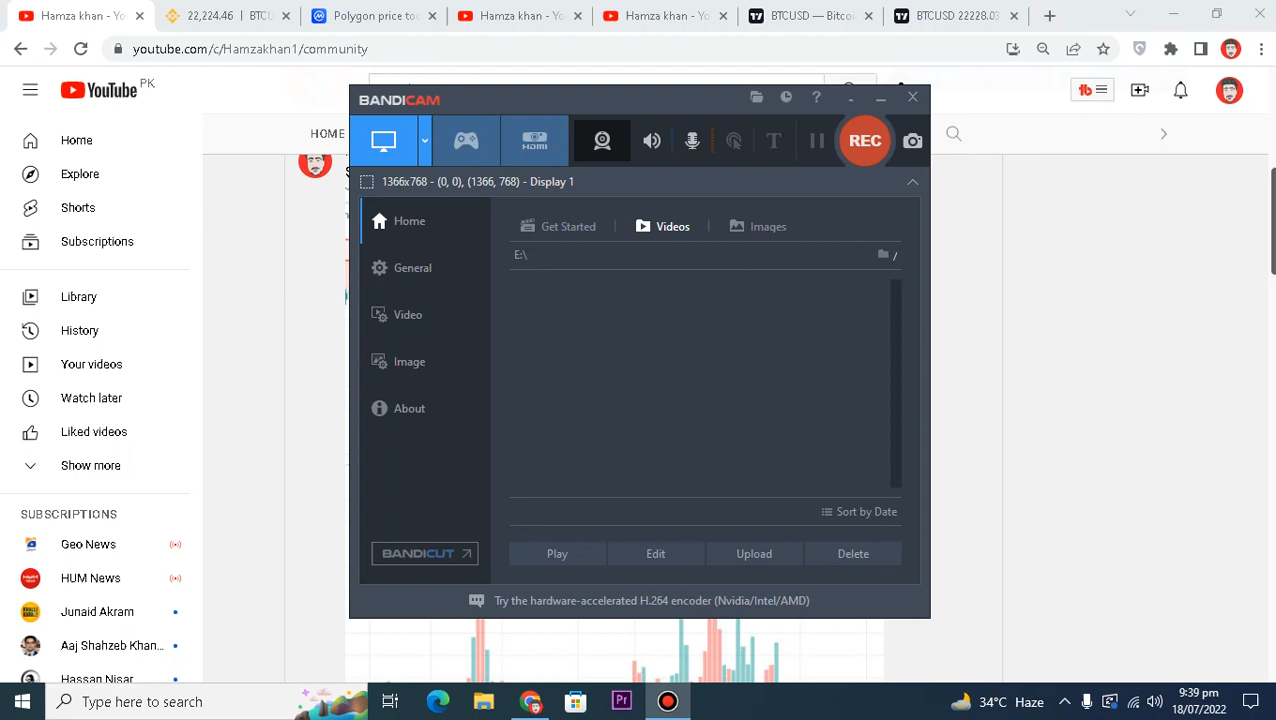 Hamza khan - Yo
22,224.46 | BTCU
Polygon price to
Hamza khan - Yo
Hamza khan - Yo
BTCUSD — Bitco
BTCUSD 22228.03
youtube.com/c/Hamzakhan1/community
YouTube PK
HOME
BANDICAM
HDMI
T
REC
1366x768 - (0, 0), (1366, 768) - Display 1
Home
Explore
Shorts
Subscriptions
Library
History
Your videos
Watch later
Liked videos
Show more
SUBSCRIPTIONS
Geo News
HUM News
Junaid Akram
Aaj Shahzeb Khan...
Hassan Nisar
Home
General
Video
Image
About
BANDICUT
Get Started
Videos
Images
E:\
Sort by Date
Play
Edit
Upload
Delete
Try the hardware-accelerated H.264 encoder (Nvidia/Intel/AMD)
Type here to search
Pr
34°C Haze
9:39 pm
18/07/2022